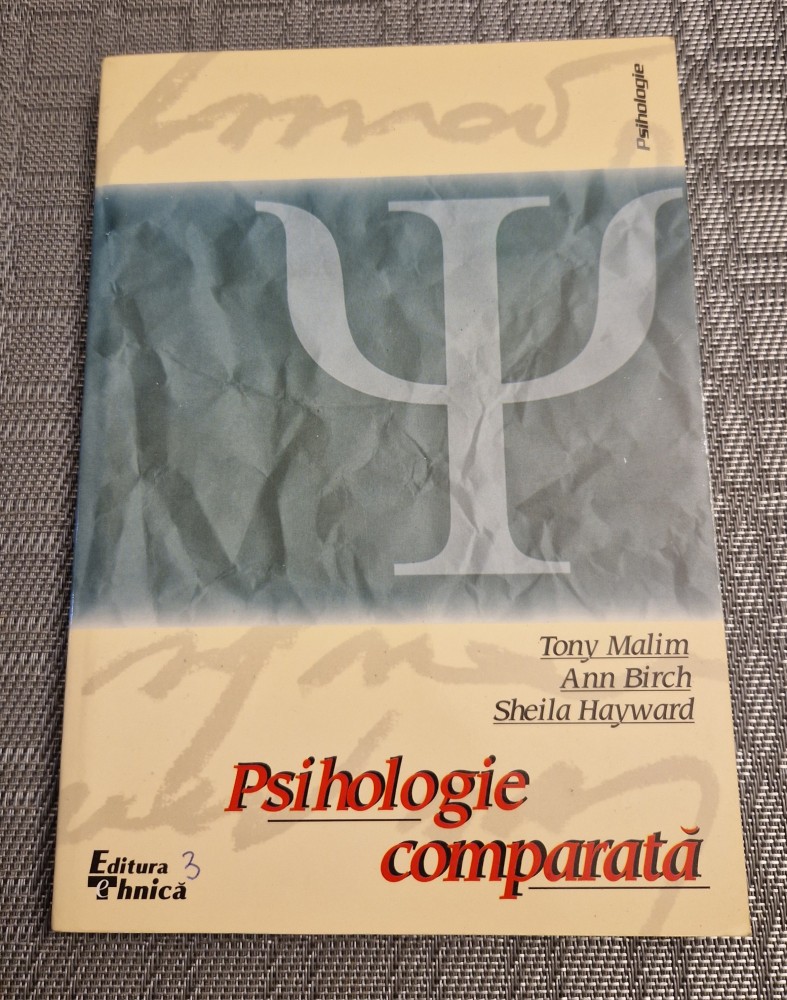 Psihologie
Ψ
Tony Malim
Ann Birch
Sheila Hayward
Psihologie
comparată
Editura 3
Tehnică